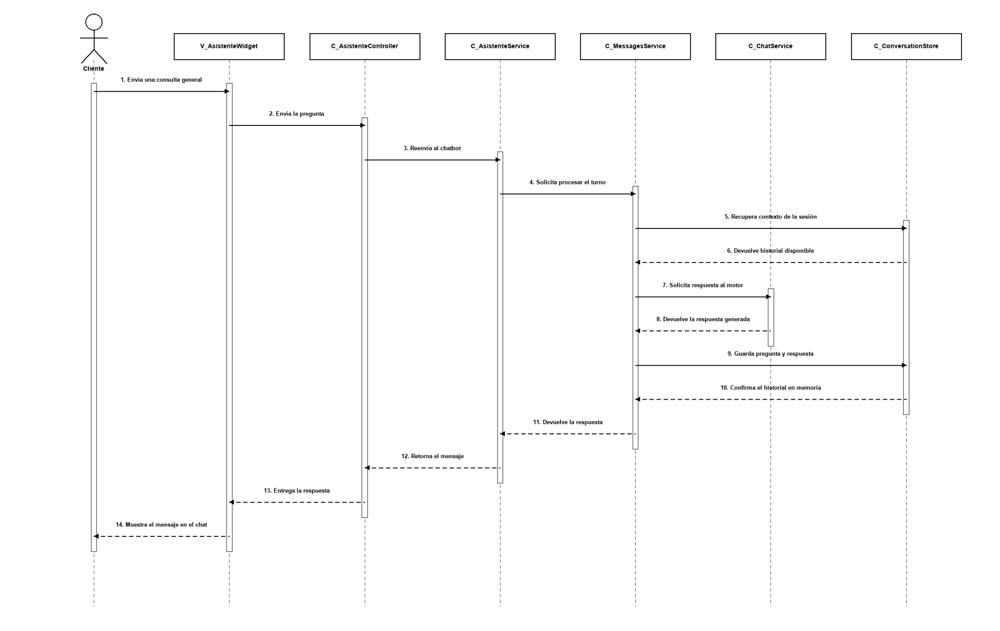 V_AsistenteWidget
C_AsistenteController
C_AsistenteService
C_MessagesService
C_ChatService
C_ConversationStore
Cliente
1. Envía una consulta general
2. Envía la pregunta
3. Reenvía al chatbot
4. Solicita procesar el turno
5. Recupera contexto de la sesión
6. Devuelve historial disponible
7. Solicita respuesta al motor
8. Devuelve la respuesta generada
9. Guarda pregunta y respuesta
10. Confirma el historial en memoria
11. Devuelve la respuesta
12. Retorna el mensaje
13. Entrega la respuesta
14. Muestra el mensaje en el chat